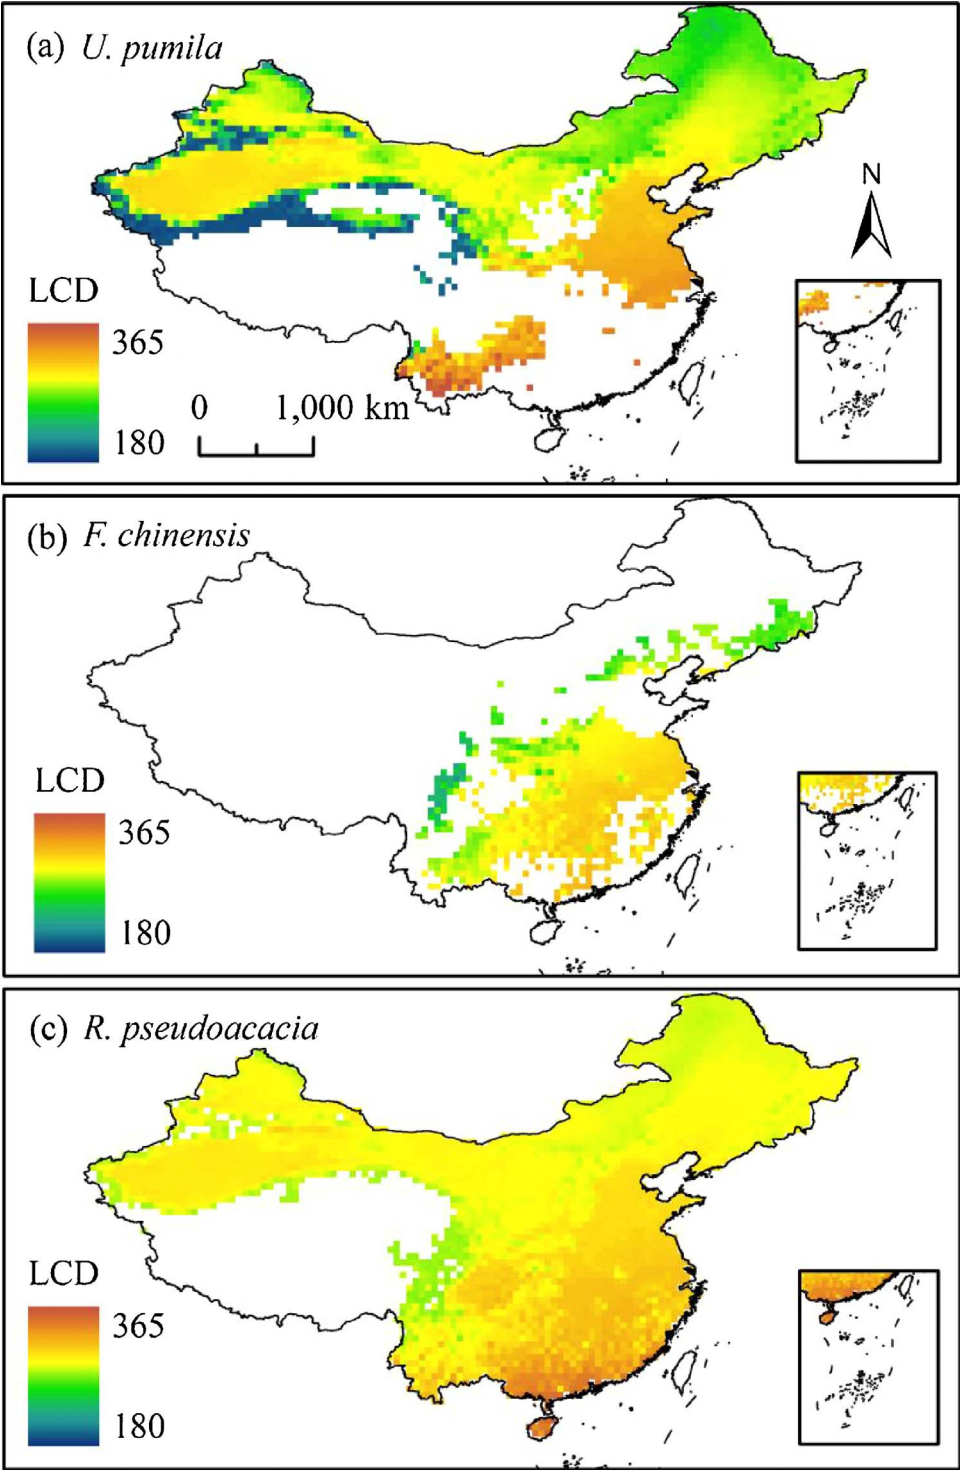 (a) U. pumila
N
LCD
365
180
0 1,000 km
(b) F. chinensis
LCD
365
180
(c) R. pseudoacacia
LCD
365
180